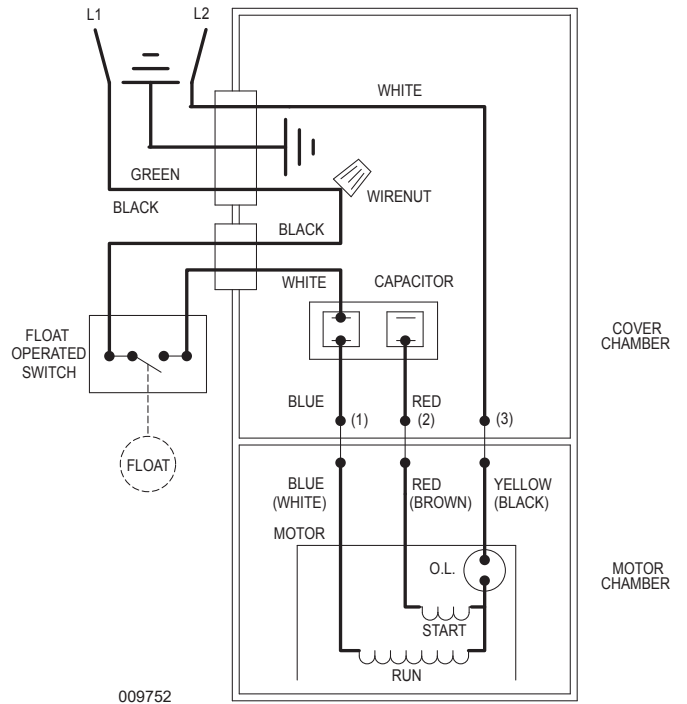 L1
L2
WHITE
GREEN
WIRENUT
BLACK
BLACK
WHITE
CAPACITOR
FLOAT
OPERATED
SWITCH
COVER
CHAMBER
BLUE
RED
(1)
(2)
(3)
FLOAT
BLUE
(WHITE)
RED
(BROWN)
YELLOW
(BLACK)
MOTOR
O.L.
MOTOR
CHAMBER
START
RUN
009752